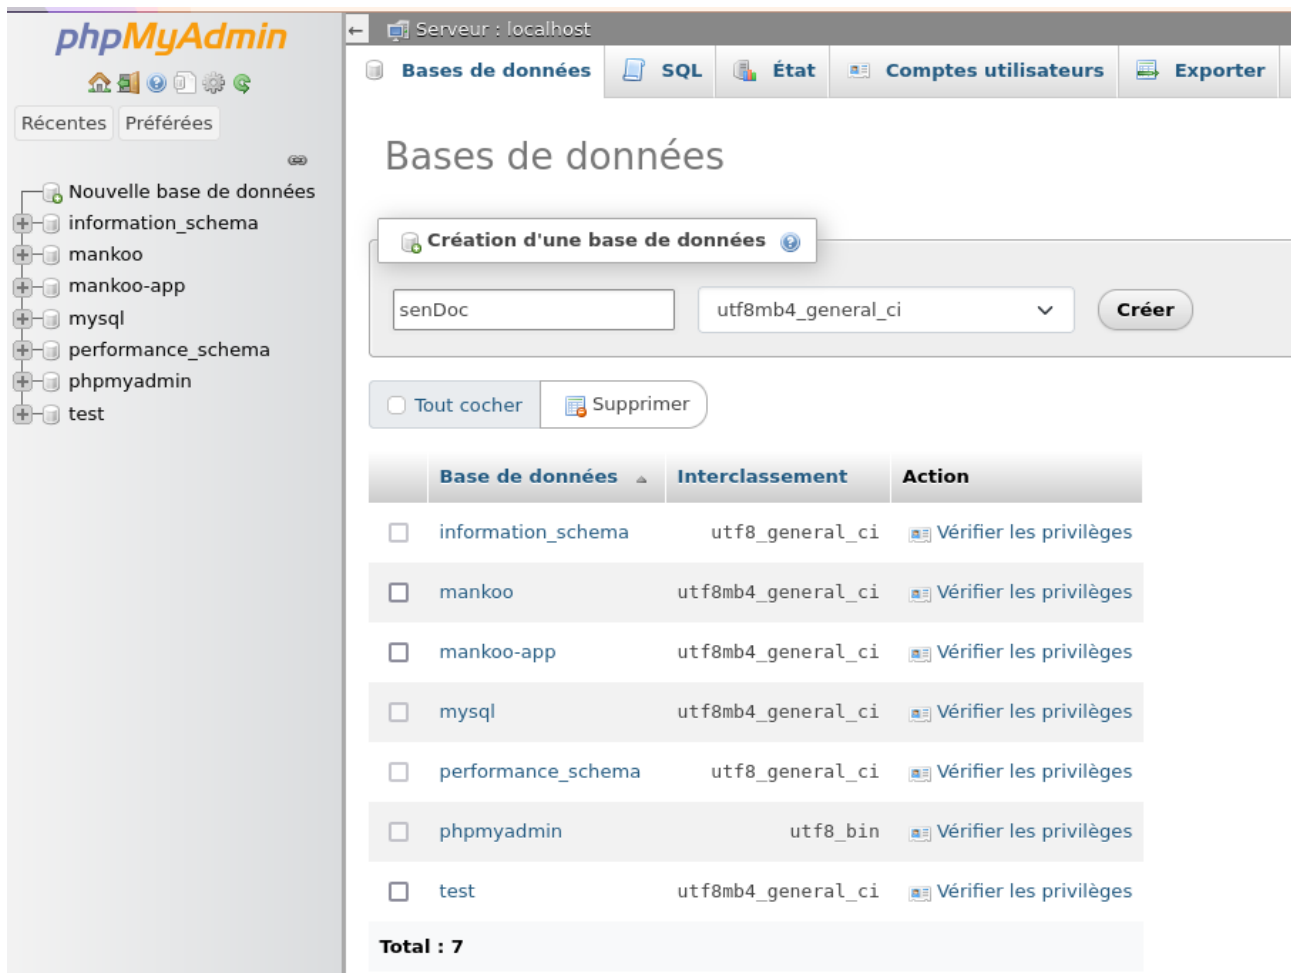 phpMyAdmin
Récentes Préférées
Nouvelle base de données
information_schema
mankoo
mankoo-app
mysql
performance_schema
phpmyadmin
test
Serveur : localhost
Bases de données SQL État Comptes utilisateurs Exporter
Bases de données
Création d'une base de données
senDoc utf8mb4_general_ci Créer
Tout cocher Supprimer
Base de données Interclassement Action
information_schema utf8_general_ci Vérifier les privilèges
mankoo utf8mb4_general_ci Vérifier les privilèges
mankoo-app utf8mb4_general_ci Vérifier les privilèges
mysql utf8mb4_general_ci Vérifier les privilèges
performance_schema utf8_general_ci Vérifier les privilèges
phpmyadmin utf8_bin Vérifier les privilèges
test utf8mb4_general_ci Vérifier les privilèges
Total : 7